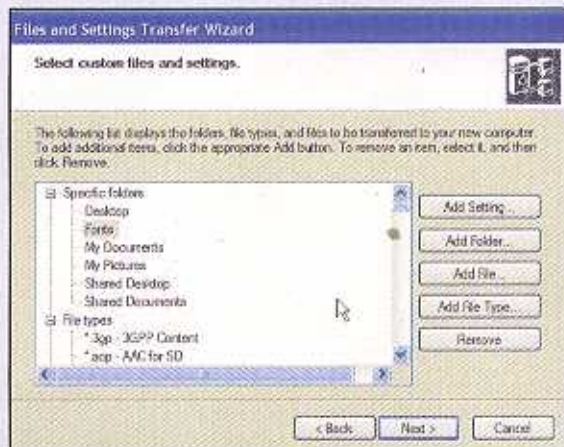 Files and Settings Transfer Wizard
Select custom files and settings.
The following list displays the folders, file types, and files to be transferred to your new computer.
To add additional items, click the appropriate Add button. To remove an item, select it, and then
click Remove.
Specific folders
Desktop
Fonts
My Documents
My Pictures
Shared Desktop
Shared Documents
File types
*.3gp - 3GPP Content
*.acp - AAC for SD
Add Setting...
Add Folder...
Add File...
Add File Type...
Remove
< Back
Next >
Cancel